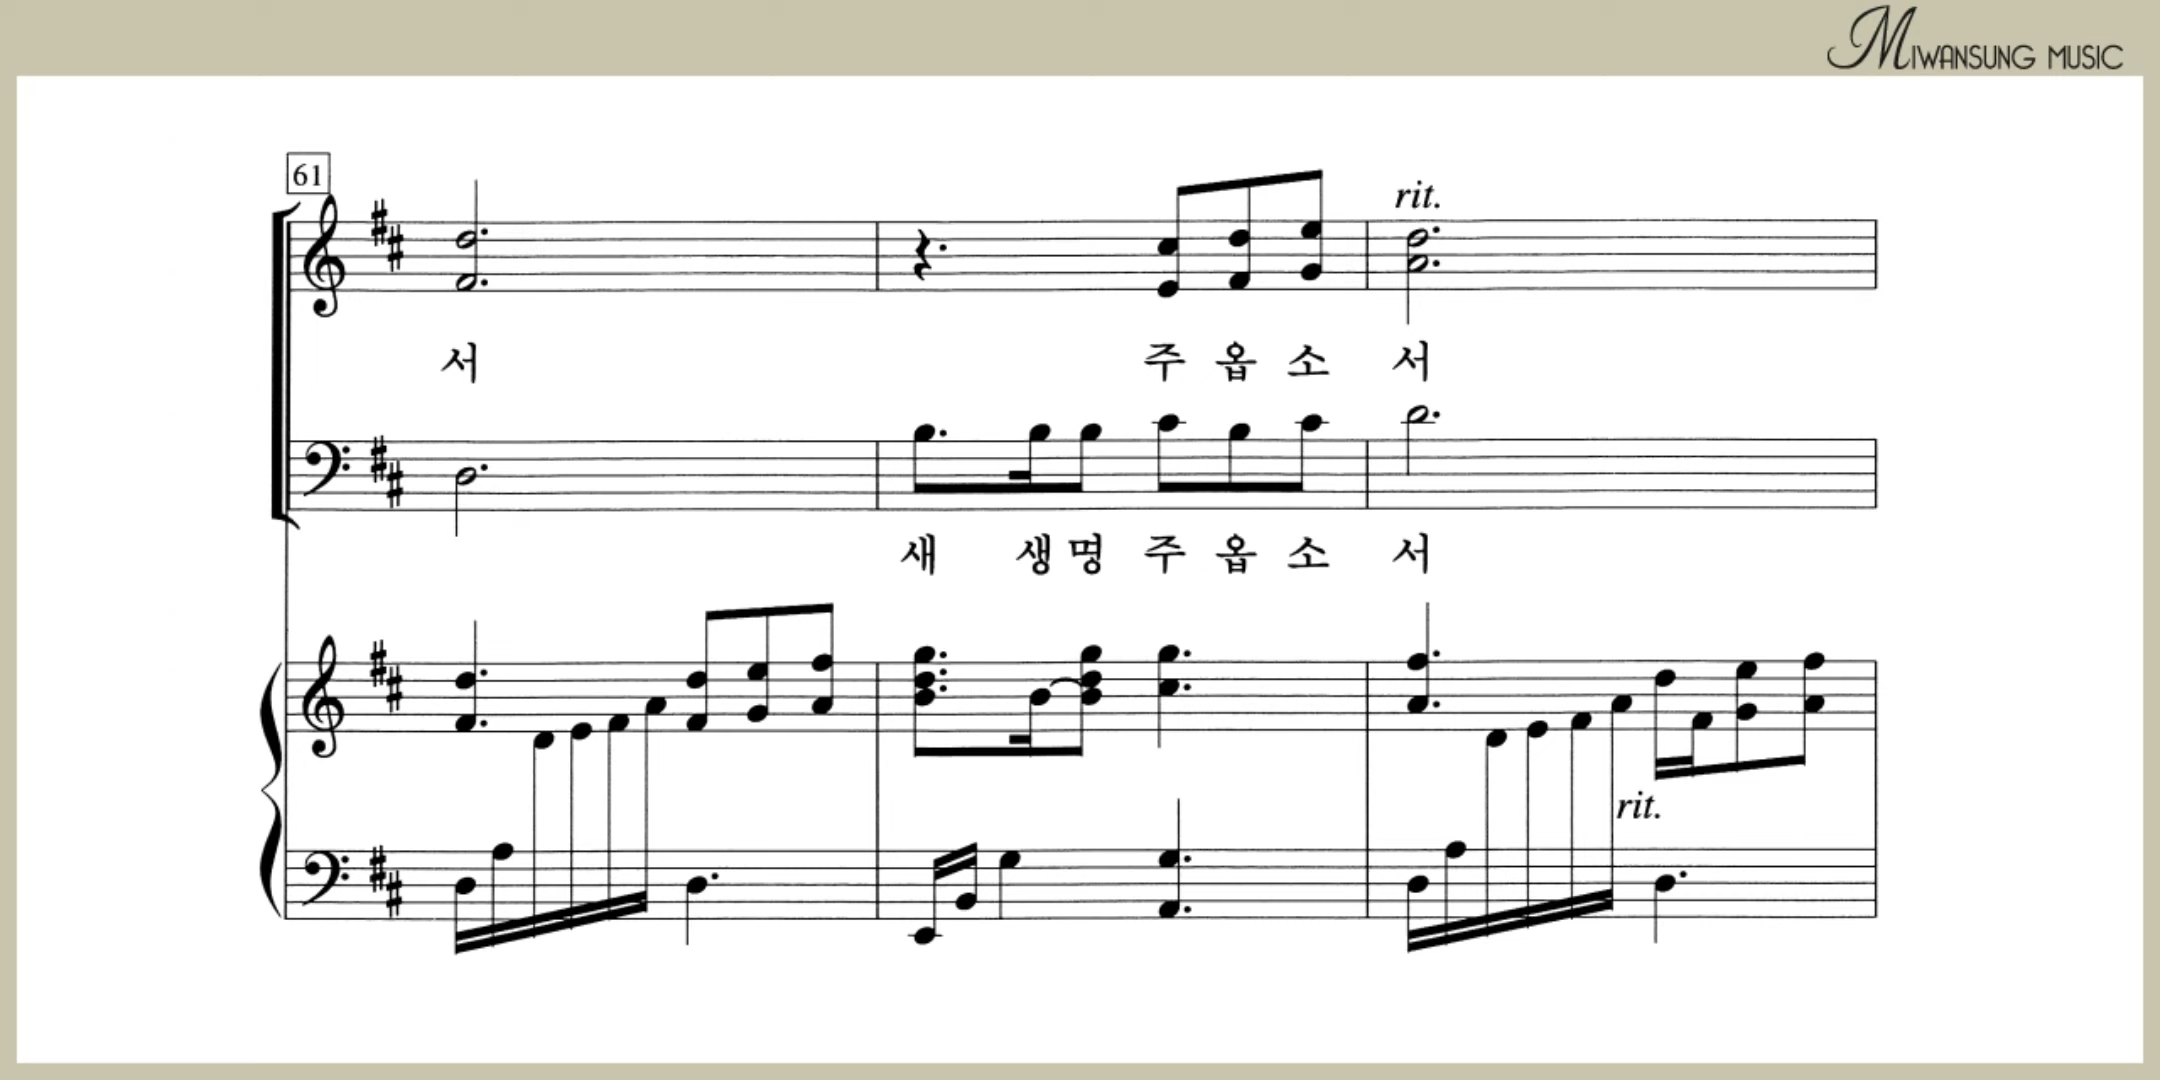 MIWANSUNG MUSIC
61
rit.
서 주 옵 소 서
새 생 명 주 옵 소 서
rit.